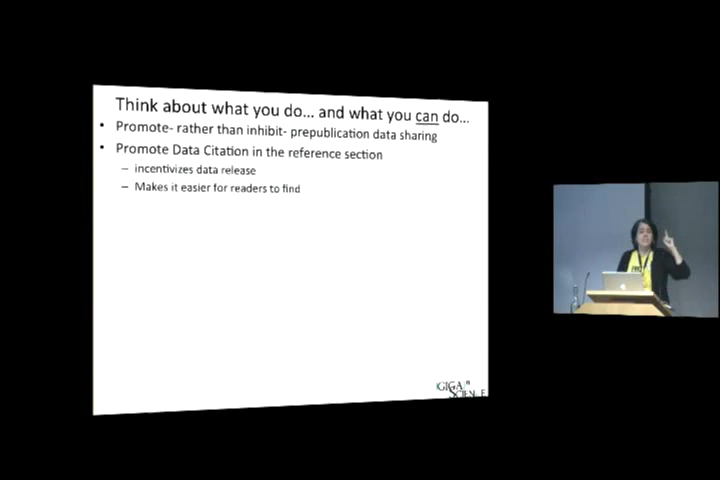 Think about what you do... and what you can do...
• Promote- rather than inhibit- prepublication data sharing
• Promote Data Citation in the reference section
– incentivizes data release
– Makes it easier for readers to find
GIGA